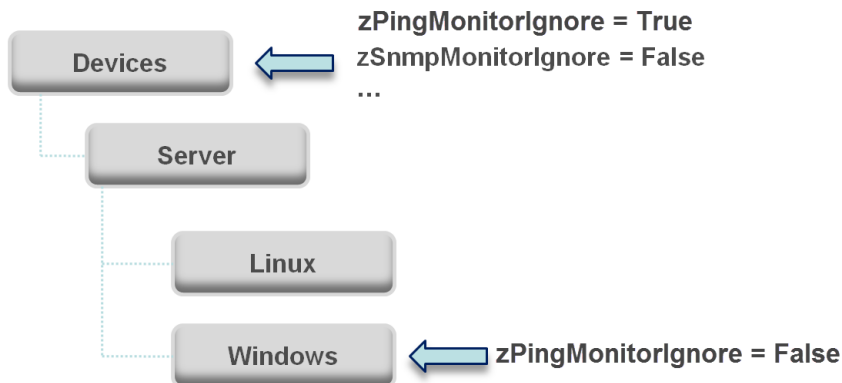 zPingMonitorIgnore = True
Devices
zSnmpMonitorIgnore = False
...
Server
Linux
Windows
zPingMonitorIgnore = False